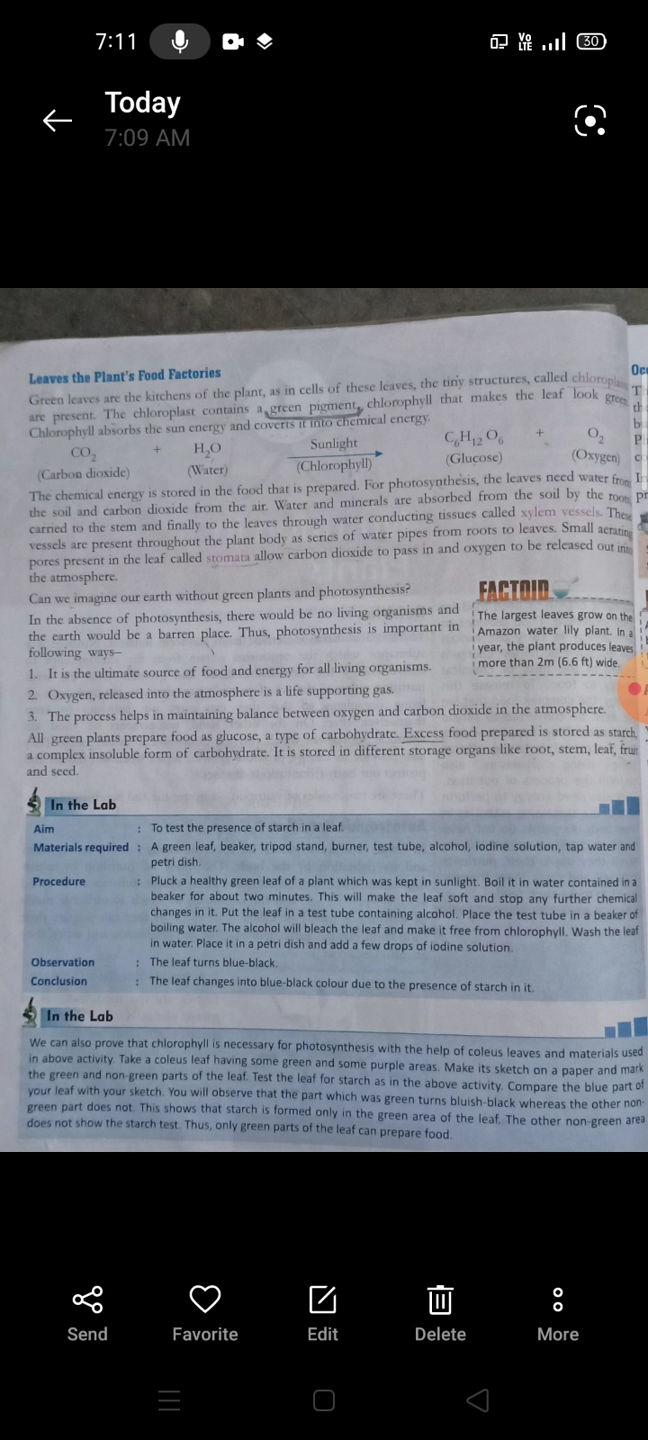 7:11
Vo
LTE
30
Today
7:09 AM
Leaves the Plant's Food Factories
Green leaves are the kitchens of the plant, as in cells of these leaves, the tiny structures, called
are present. The chloroplast contains a green pigment, chlorophyll that makes the leaf look green
Chlorophyll absorbs the sun energy and coverts it into chemical energy.
CO₂ + H₂O Sunlight C₆H₁₂O₆ + O₂
(Carbon dioxide) (Water) (Chlorophyll) (Glucose) (Oxygen)
The chemical energy is stored in the food that is prepared. For photosynthesis, the leaves need water from
the soil and carbon dioxide from the air. Water and minerals are absorbed from the soil by the
carried to the stem and finally to the leaves through water conducting tissues called xylem vessels. These
vessels are present throughout the plant body as series of water pipes from roots to leaves. Small aerating
pores present in the leaf called stomata allow carbon dioxide to pass in and oxygen to be released out into
the atmosphere.
Can we imagine our earth without green plants and photosynthesis?
In the absence of photosynthesis, there would be no living organisms and
the earth would be a barren place. Thus, photosynthesis is important in
following ways–
FACTOID
The largest leaves grow on the
Amazon water lily plant. In a
year, the plant produces leaves
more than 2m (6.6 ft) wide.
1. It is the ultimate source of food and energy for all living organisms.
2. Oxygen, released into the atmosphere is a life supporting gas.
3. The process helps in maintaining balance between oxygen and carbon dioxide in the atmosphere.
All green plants prepare food as glucose, a type of carbohydrate. Excess food prepared is stored as starch,
a complex insoluble form of carbohydrate. It is stored in different storage organs like root, stem, leaf, fruit
and seed.
In the Lab
Aim : To test the presence of starch in a leaf.
Materials required : A green leaf, beaker, tripod stand, burner, test tube, alcohol, iodine solution, tap water and
petri dish.
Procedure : Pluck a healthy green leaf of a plant which was kept in sunlight. Boil it in water contained in a
beaker for about two minutes. This will make the leaf soft and stop any further chemical
changes in it. Put the leaf in a test tube containing alcohol. Place the test tube in a beaker of
boiling water. The alcohol will bleach the leaf and make it free from chlorophyll. Wash the leaf
in water. Place it in a petri dish and add a few drops of iodine solution.
Observation : The leaf turns blue-black.
Conclusion : The leaf changes into blue-black colour due to the presence of starch in it.
In the Lab
We can also prove that chlorophyll is necessary for photosynthesis with the help of coleus leaves and materials used
in above activity. Take a coleus leaf having some green and some purple areas. Make its sketch on a paper and mark
the green and non-green parts of the leaf. Test the leaf for starch as in the above activity. Compare the blue part of
your leaf with your sketch. You will observe that the part which was green turns bluish-black whereas the other non-
green part does not. This shows that starch is formed only in the green area of the leaf. The other non-green area
does not show the starch test. Thus, only green parts of the leaf can prepare food.
Send
Favorite
Edit
Delete
More